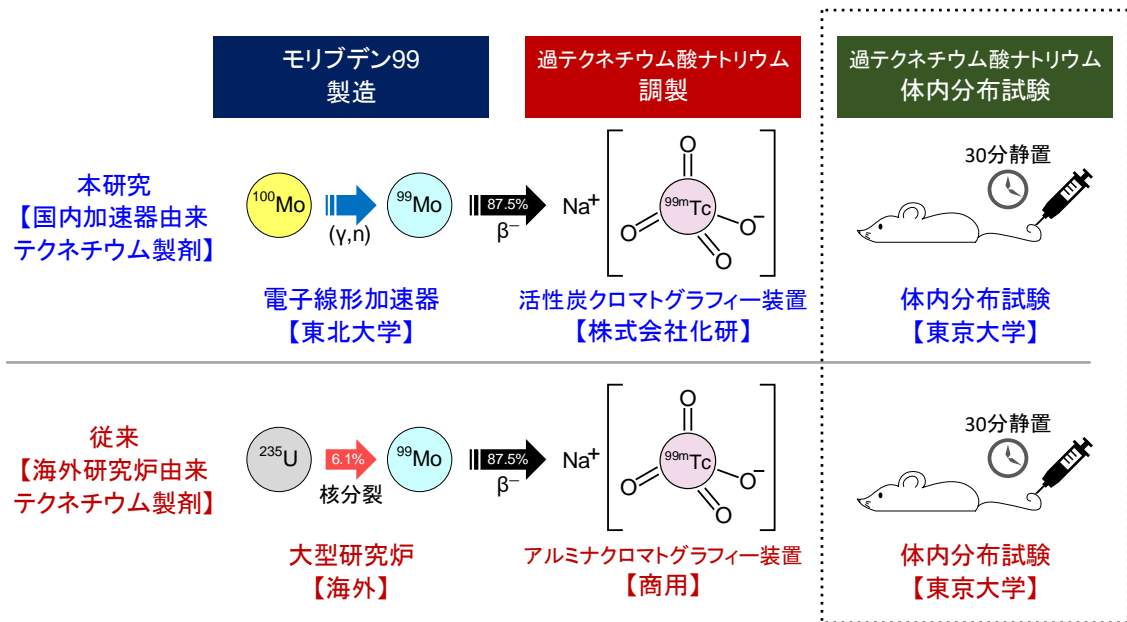 モリブデン99
製造
過テクネチウム酸ナトリウム
調製
過テクネチウム酸ナトリウム
体内分布試験
本研究
【国内加速器由来
テクネチウム製剤】
¹⁰⁰Mo
(γ,n)
⁹⁹Mo
87.5%
β⁻
Na⁺
O
O
⁹⁹ᵐTc
O⁻
O
30分静置
電子線形加速器
【東北大学】
活性炭クロマトグラフィー装置
【株式会社化研】
体内分布試験
【東京大学】
従来
【海外研究炉由来
テクネチウム製剤】
²³⁵U
6.1%
核分裂
⁹⁹Mo
87.5%
β⁻
Na⁺
O
O
⁹⁹ᵐTc
O⁻
O
30分静置
大型研究炉
【海外】
アルミナクロマトグラフィー装置
【商用】
体内分布試験
【東京大学】